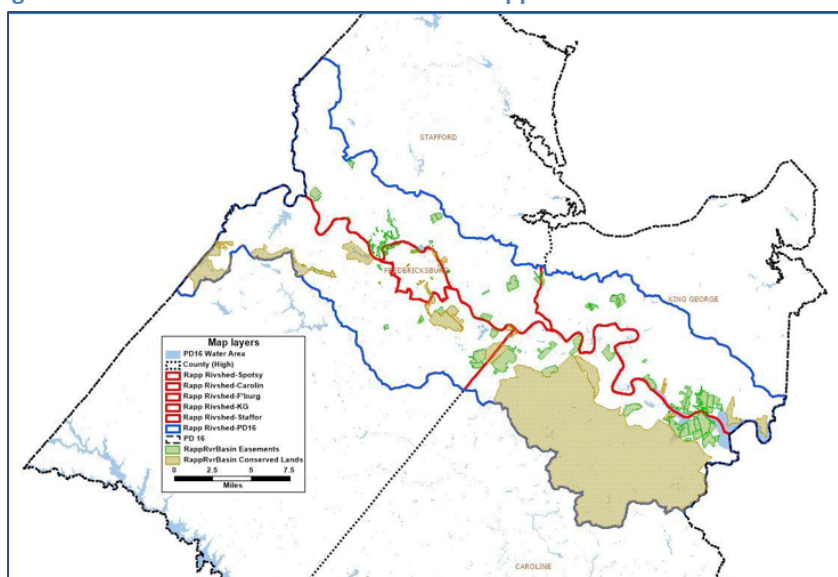 STAFFORD
FREDERICKSBURG
KING GEORGE
Map layers
PD16 Water Area
County (High)
Rapp Rivshed-Spotsy
Rapp Rivshed-Carolin
Rapp Rivshed-F'burg
Rapp Rivshed-KG
Rapp Rivshed-Staffor
Rapp Rivshed-PD16
PD 16
RappRvrBasin Easements
RappRvrBasin Conserved Lands
0 2.5 5 7.5
Miles
CAROLINE